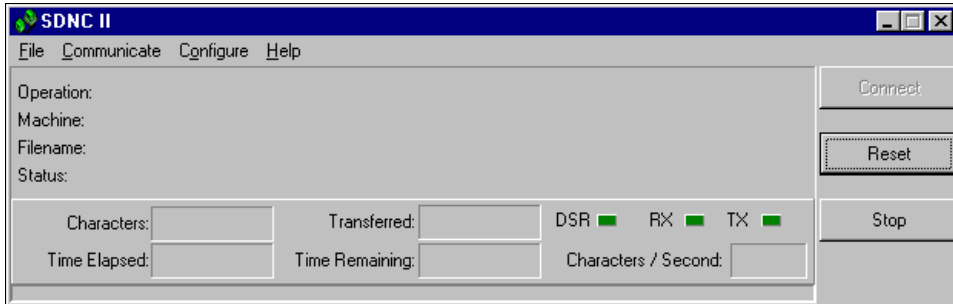 SDNC II
File Communicate Configure Help
Operation:
Machine:
Filename:
Status:
Connect
Reset
Stop
Characters: Transferred: DSR RX TX
Time Elapsed: Time Remaining: Characters / Second: